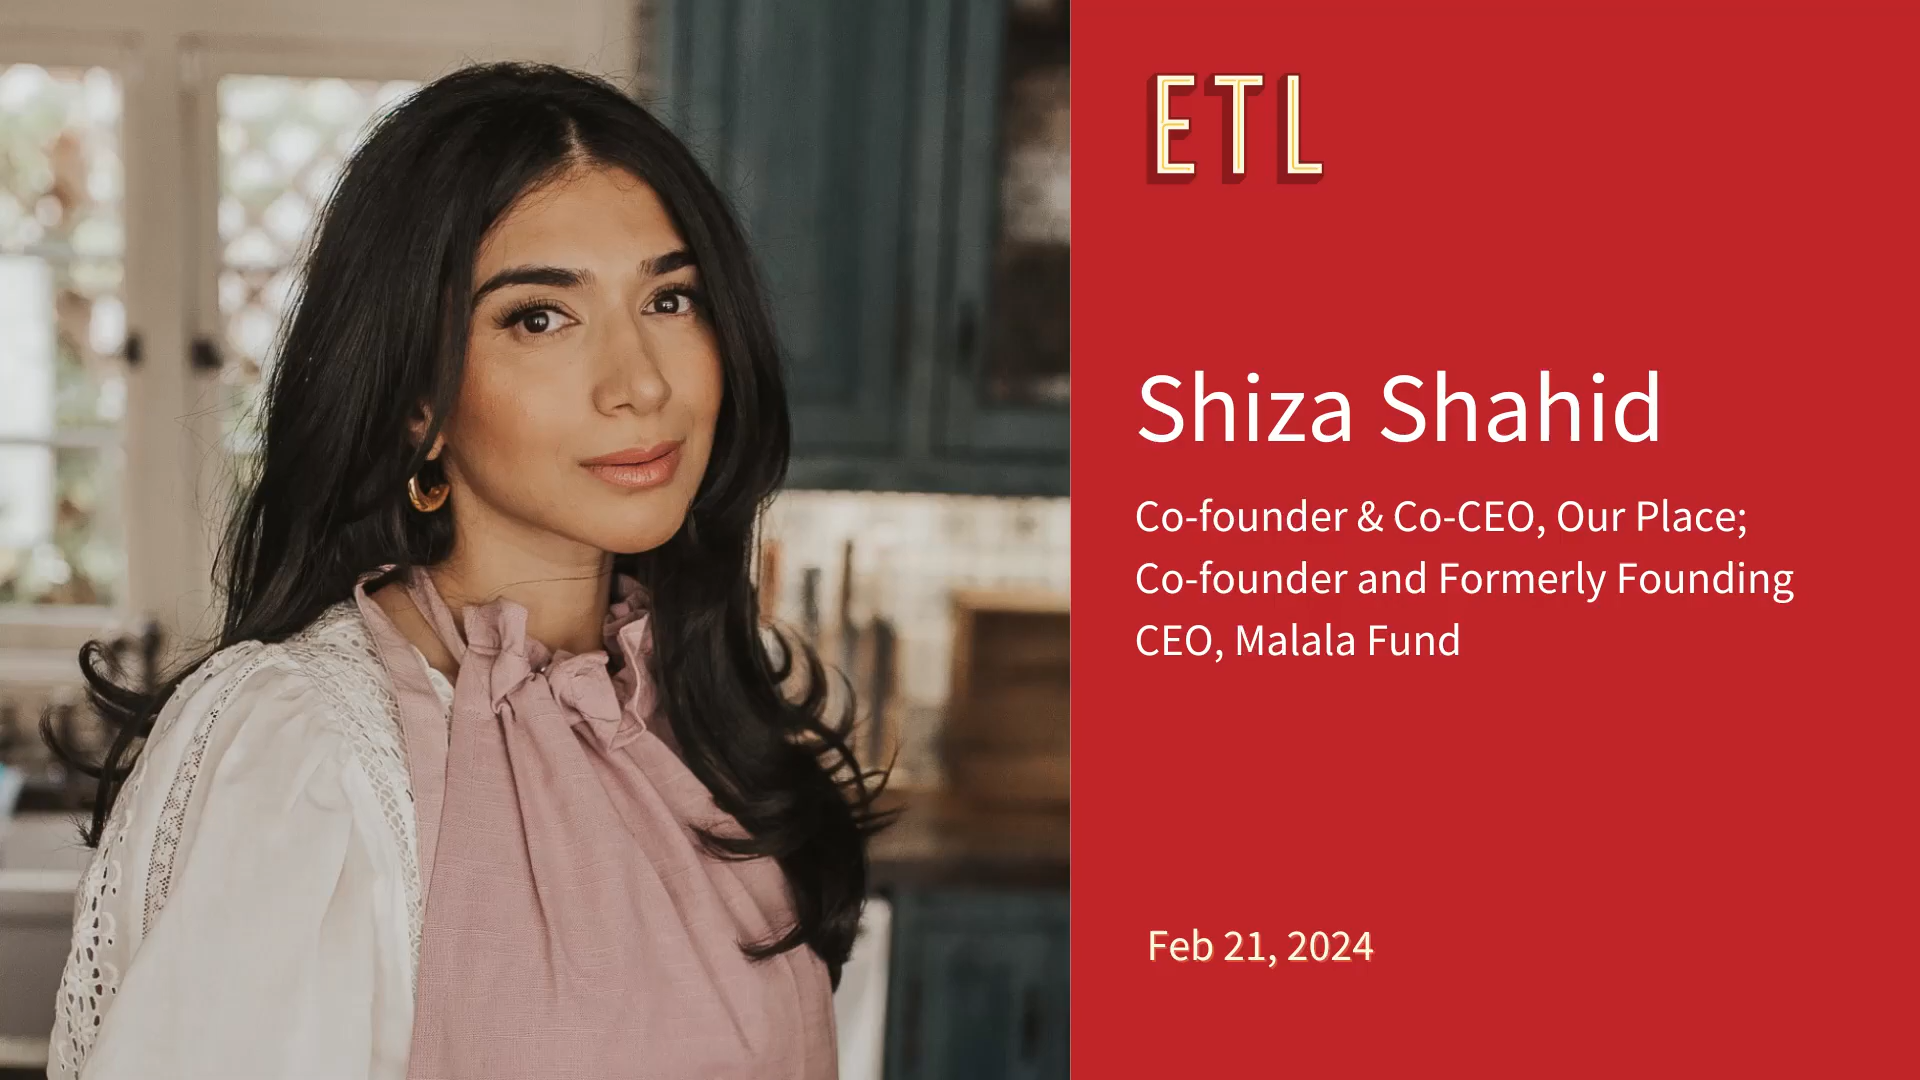 ETL
Shiza Shahid
Co-founder & Co-CEO, Our Place;
Co-founder and Formerly Founding
CEO, Malala Fund
Feb 21, 2024